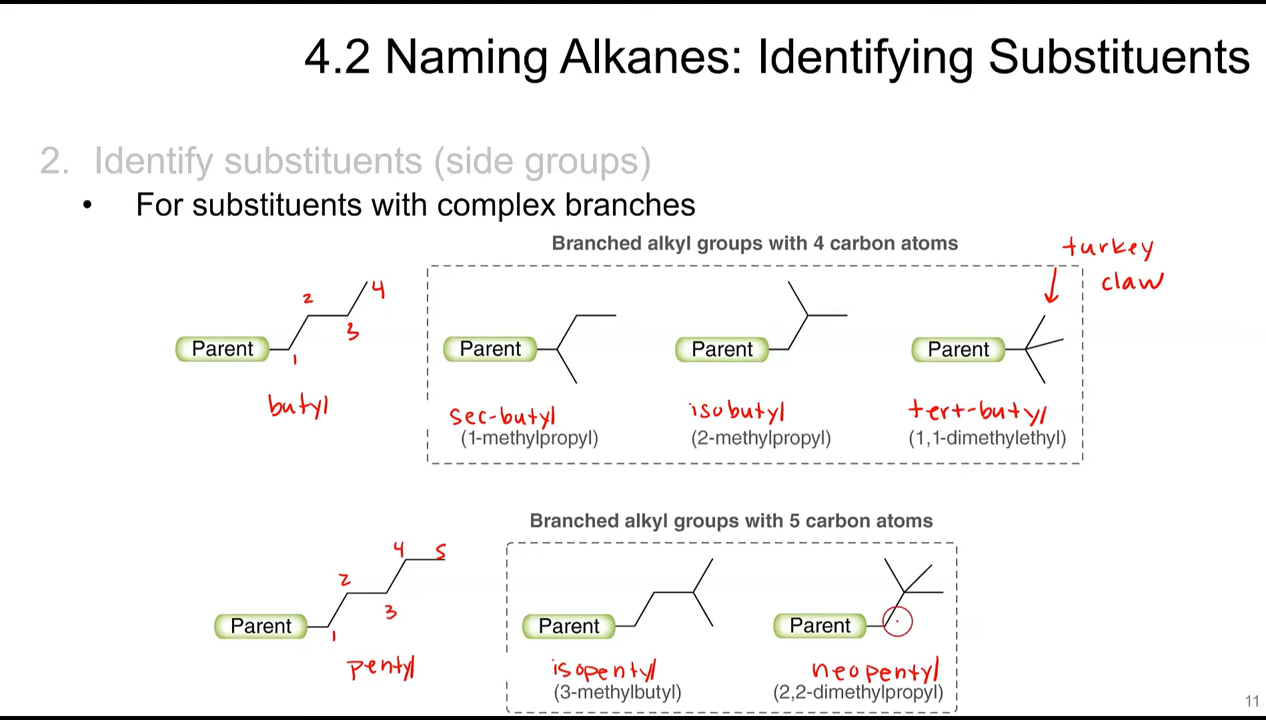 4.2 Naming Alkanes: Identifying Substituents
2. Identify substituents (side groups)
• For substituents with complex branches
Branched alkyl groups with 4 carbon atoms
turkey
claw
Parent 1 2 3 4
butyl
Parent
sec-butyl
(1-methylpropyl)
Parent
isobutyl
(2-methylpropyl)
Parent
tert-butyl
(1,1-dimethylethyl)
Branched alkyl groups with 5 carbon atoms
Parent 1 2 3 4 5
pentyl
Parent
isopentyl
(3-methylbutyl)
Parent
neopentyl
(2,2-dimethylpropyl)
11